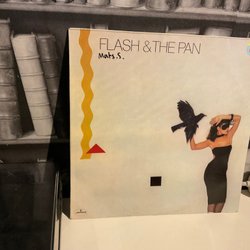 FLASH & THE PAN
Mats.S.